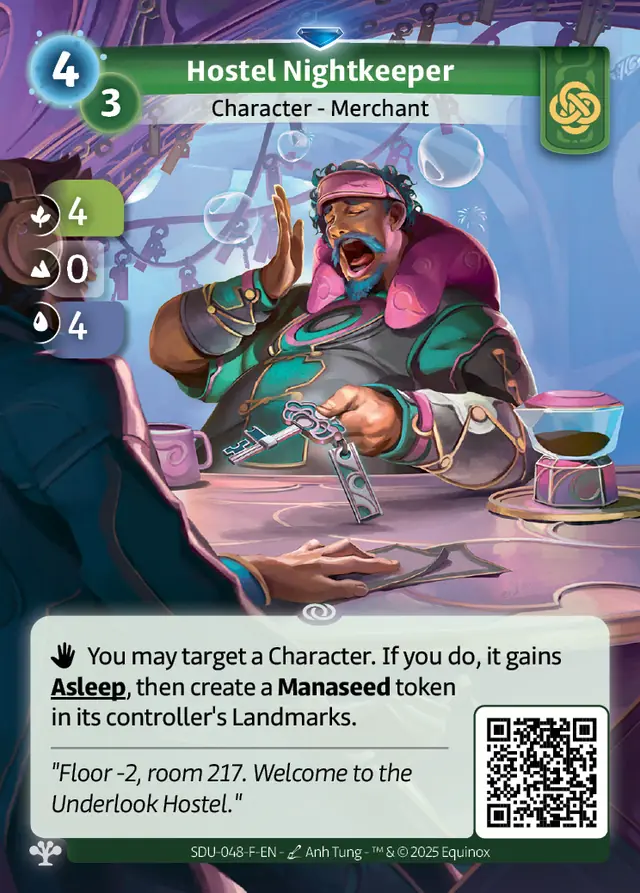 4
Hostel Nightkeeper
3
Character - Merchant
4
0
4
You may target a Character. If you do, it gains
Asleep, then create a Manaseed token
in its controller's Landmarks.
"Floor -2, room 217. Welcome to the
Underlook Hostel."
SDU-048-F-EN - Anh Tung - ™ & © 2025 Equinox